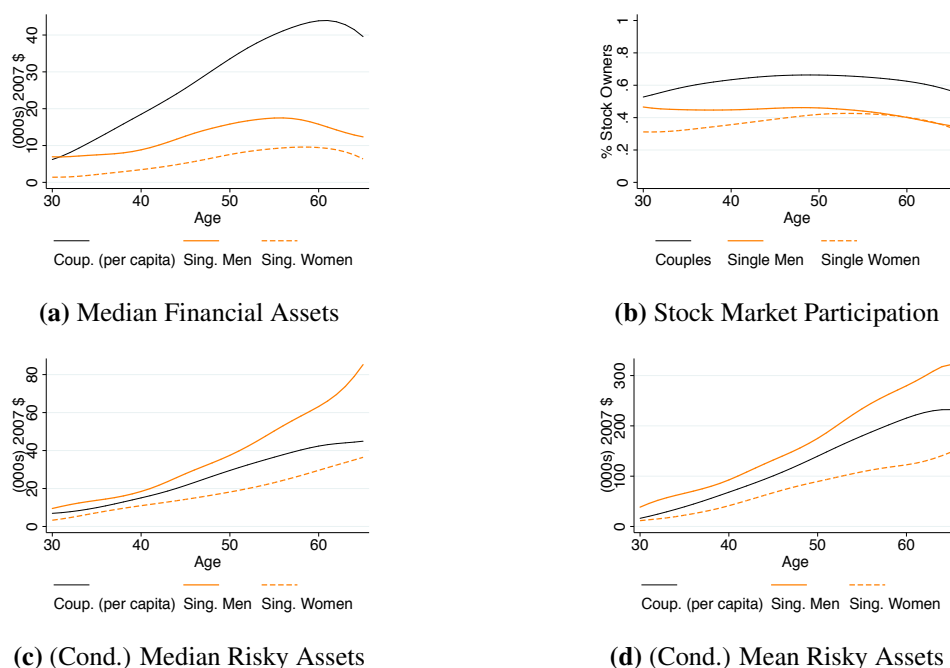 (000s) 2007 $
0 10 20 30 40
30 40 50 60
Age
Coup. (per capita) Sing. Men Sing. Women
(a) Median Financial Assets
% Stock Owners
0 .2 .4 .6 .8 1
30 40 50 60
Age
Couples Single Men Single Women
(b) Stock Market Participation
(000s) 2007 $
0 20 40 60 80
30 40 50 60
Age
Coup. (per capita) Sing. Men Sing. Women
(c) (Cond.) Median Risky Assets
(000s) 2007 $
0 100 200 300
30 40 50 60
Age
Coup. (per capita) Sing. Men Sing. Women
(d) (Cond.) Mean Risky Assets